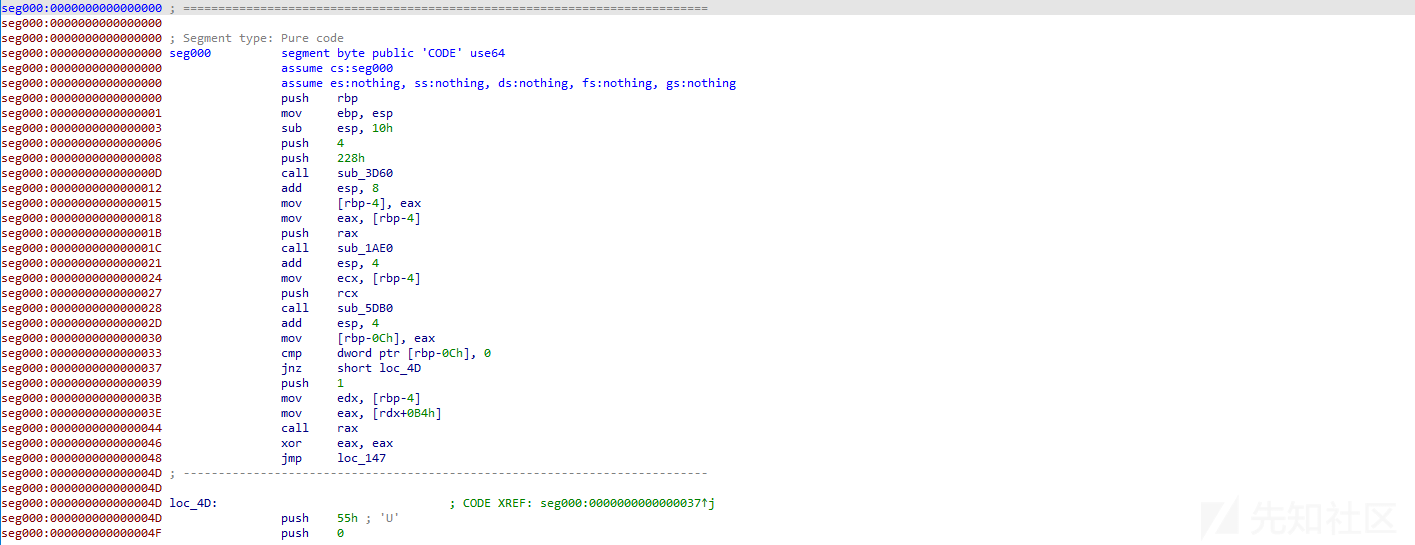 seg000:0000000000000000 ; ===========================================================================
seg000:0000000000000000
seg000:0000000000000000 ; Segment type: Pure code
seg000:0000000000000000 seg000          segment byte public 'CODE' use64
seg000:0000000000000000                 assume cs:seg000
seg000:0000000000000000                 assume es:nothing, ss:nothing, ds:nothing, fs:nothing, gs:nothing
seg000:0000000000000000                 push    rbp
seg000:0000000000000001                 mov     ebp, esp
seg000:0000000000000003                 sub     esp, 10h
seg000:0000000000000006                 push    4
seg000:0000000000000008                 push    228h
seg000:000000000000000D                 call    sub_3D60
seg000:0000000000000012                 add     esp, 8
seg000:0000000000000015                 mov     [rbp-4], eax
seg000:0000000000000018                 mov     eax, [rbp-4]
seg000:000000000000001B                 push    rax
seg000:000000000000001C                 call    sub_1AE0
seg000:0000000000000021                 add     esp, 4
seg000:0000000000000024                 mov     ecx, [rbp-4]
seg000:0000000000000027                 push    rcx
seg000:0000000000000028                 call    sub_5DB0
seg000:000000000000002D                 add     esp, 4
seg000:0000000000000030                 mov     [rbp-0Ch], eax
seg000:0000000000000033                 cmp     dword ptr [rbp-0Ch], 0
seg000:0000000000000037                 jnz     short loc_4D
seg000:0000000000000039                 push    1
seg000:000000000000003B                 mov     edx, [rbp-4]
seg000:000000000000003E                 mov     eax, [rdx+0B4h]
seg000:0000000000000044                 call    rax
seg000:0000000000000046                 xor     eax, eax
seg000:0000000000000048                 jmp     loc_147
seg000:000000000000004D ; ---------------------------------------------------------------------------
seg000:000000000000004D
seg000:000000000000004D loc_4D:                                 ; CODE XREF: seg000:0000000000000037↑j
seg000:000000000000004D                 push    55h ; 'U'
seg000:000000000000004F                 push    0
先知社区